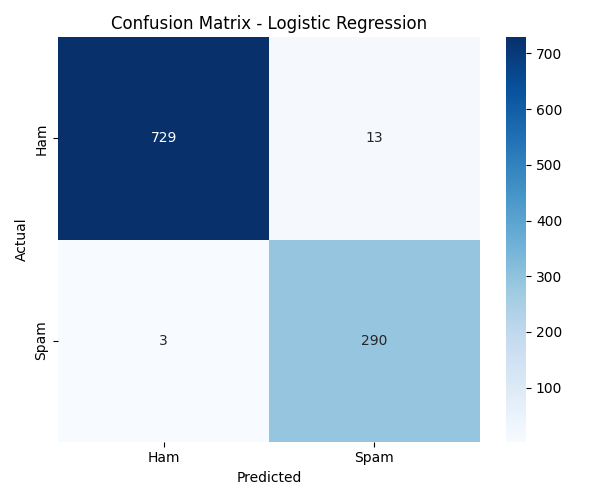 Confusion Matrix - Logistic Regression
Actual
Ham
729
13
Spam
3
290
Ham
Spam
Predicted
700
600
500
400
300
200
100